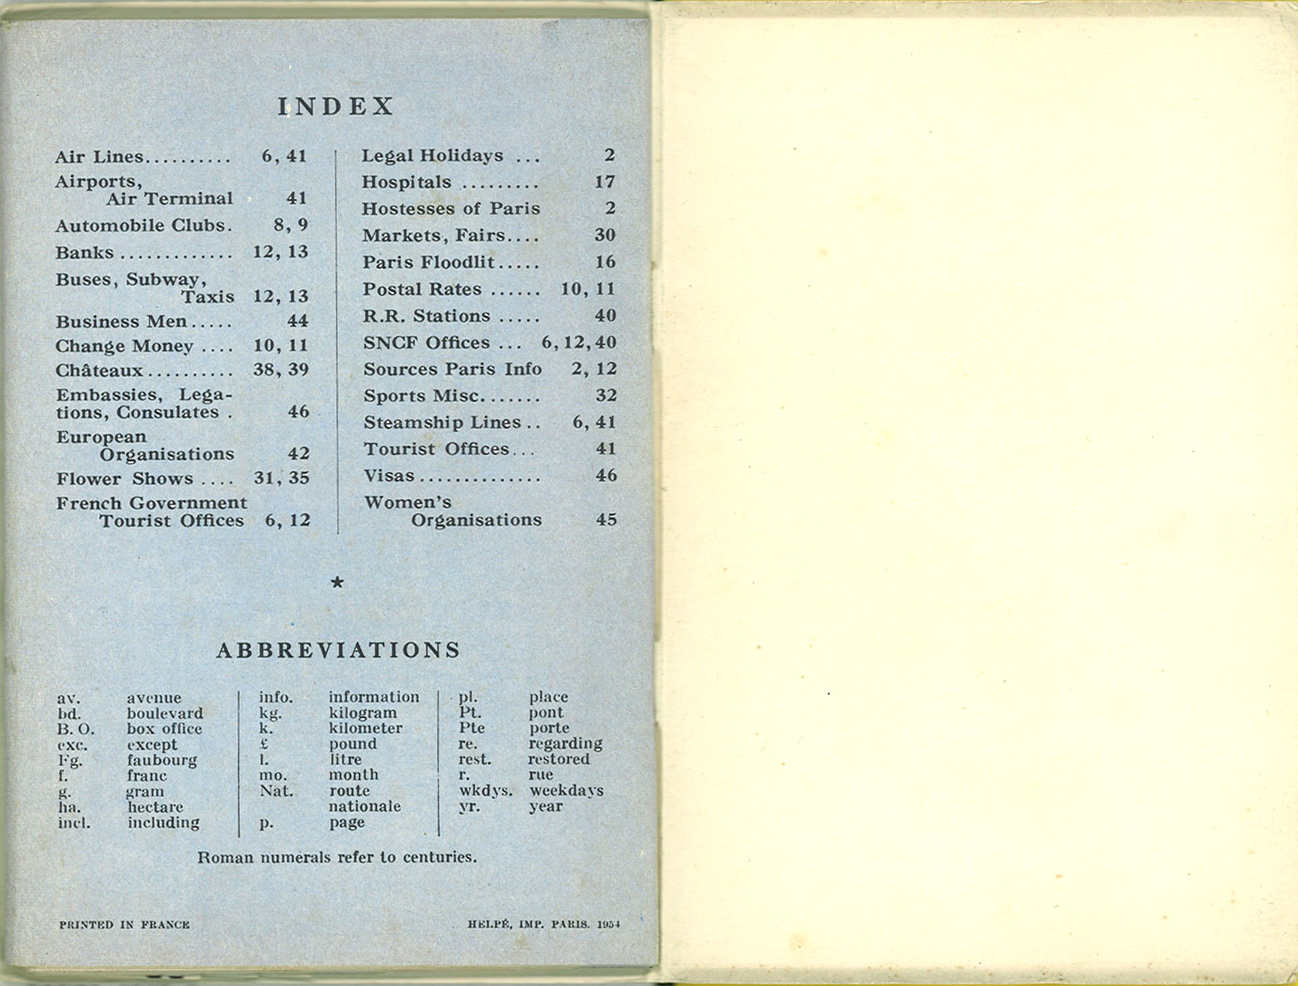 INDEX
Air Lines.......... 6, 41
Airports,
Air Terminal 41
Automobile Clubs. 8, 9
Banks ............. 12, 13
Buses, Subway,
Taxis 12, 13
Business Men..... 44
Change Money .... 10, 11
Châteaux.......... 38, 39
Embassies, Lega-
tions, Consulates . 46
European
Organisations 42
Flower Shows .... 31, 35
French Government
Tourist Offices 6, 12
Legal Holidays ... 2
Hospitals ......... 17
Hostesses of Paris 2
Markets, Fairs.... 30
Paris Floodlit..... 16
Postal Rates ...... 10, 11
R.R. Stations ..... 40
SNCF Offices ... 6, 12, 40
Sources Paris Info 2, 12
Sports Misc....... 32
Steamship Lines .. 6, 41
Tourist Offices... 41
Visas .............. 46
Women's
Organisations 45
★
ABBREVIATIONS
av. avenue
bd. boulevard
B. O. box office
exc. except
Fg. faubourg
f. franc
g. gram
ha. hectare
incl. including
info. information
kg. kilogram
k. kilometer
£ pound
l. litre
mo. month
Nat. route
nationale
p. page
pl. place
Pt. pont
Pte porte
re. regarding
rest. restored
r. rue
wkdys. weekdays
yr. year
Roman numerals refer to centuries.
PRINTED IN FRANCE
HELPÉ, IMP. PARIS. 1954